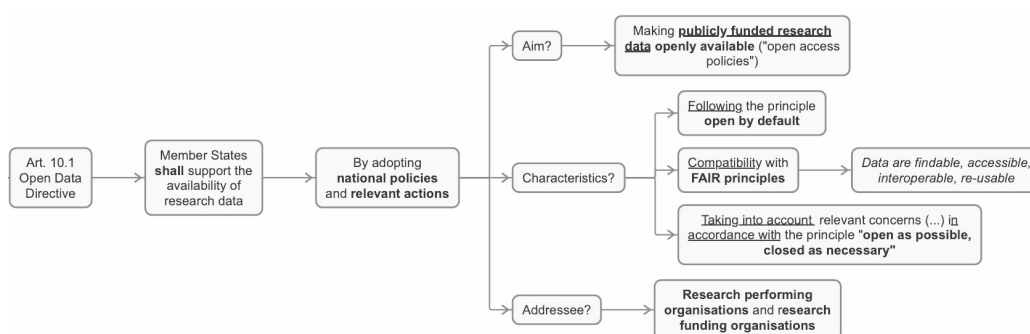 Art. 10.1
Open Data
Directive
Member States
shall support the
availability of
research data
By adopting
national policies
and relevant actions
Aim?
Making publicly funded research
data openly available ("open access
policies")
Characteristics?
Following the principle
open by default
Compatibility with
FAIR principles
Data are findable, accessible,
interoperable, re-usable
Taking into account relevant concerns (...) in
accordance with the principle "open as possible,
closed as necessary"
Addressee?
Research performing
organisations and research
funding organisations